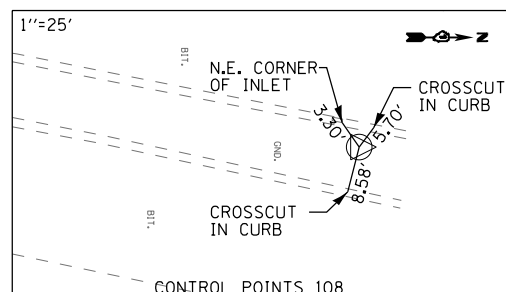 1"=25'
BIT.
N
N.E. CORNER
OF INLET
CROSSCUT
IN CURB
3.30'
5.70'
GND.
8.58'
BIT.
CROSSCUT
IN CURB
CONTROL POINTS 108